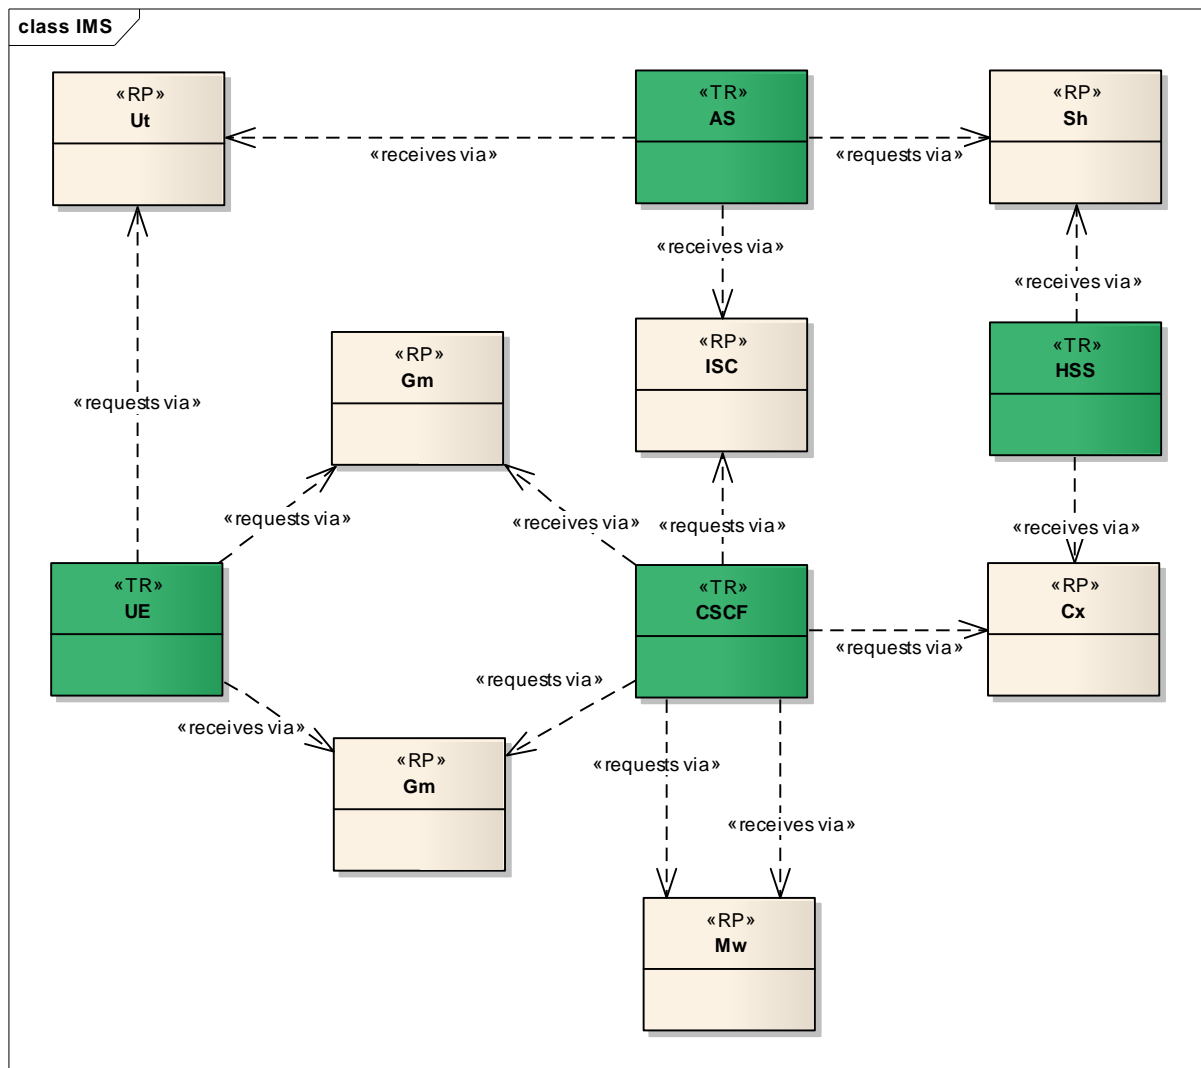 class IMS
«RP»
Ut
«TR»
AS
«RP»
Sh
«receives via»
«requests via»
«receives via»
«receives via»
«RP»
Gm
«RP»
ISC
«TR»
HSS
«requests via»
«requests via»
«receives via»
«requests via»
«receives via»
«TR»
UE
«TR»
CSCF
«RP»
Cx
«requests via»
«requests via»
«receives via»
«RP»
Gm
«requests via»
«receives via»
«RP»
Mw